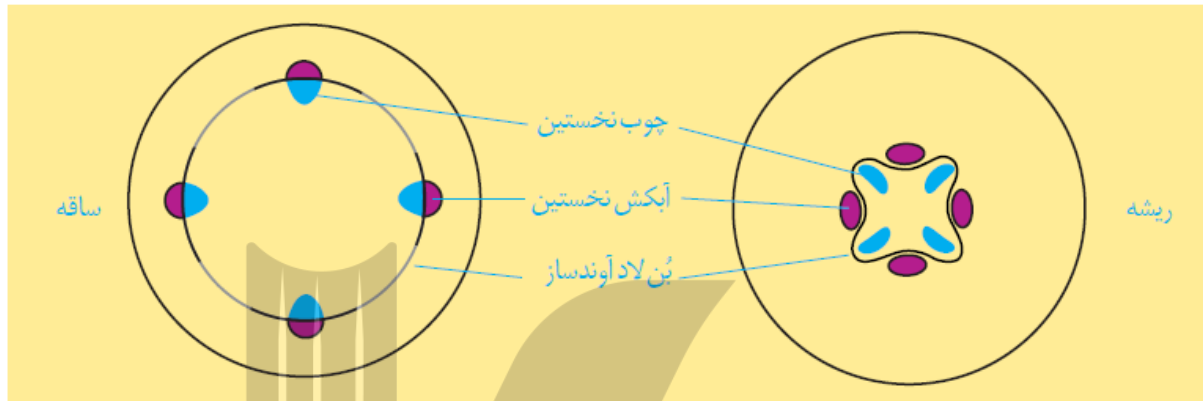 چوب نخستین
آبکش نخستین
بُن لاد آوندساز
ریشه
ساقه